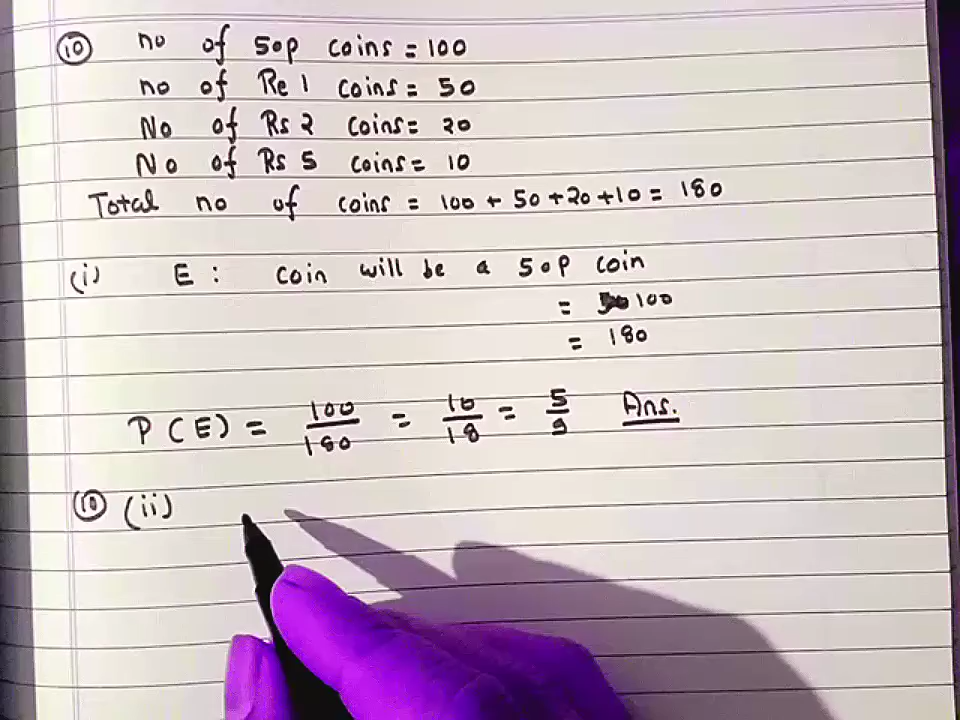 10 no of 50p coins = 100
no of Re 1 coins = 50
No of Rs 2 coins = 20
No of Rs 5 coins = 10
Total no of coins = 100 + 50 + 20 + 10 = 180
(i) E : coin will be a 50p coin
= 100
= 180
P(E) = 100/180 = 10/18 = 5/9 Ans.
10 (ii)